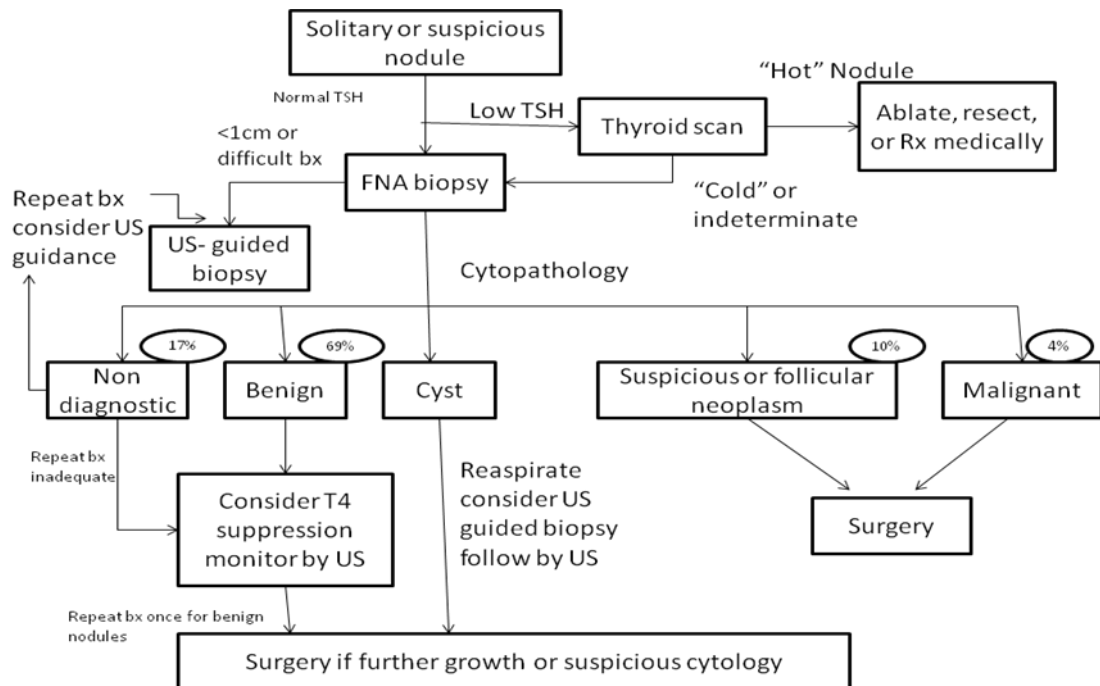 Solitary or suspicious
nodule
"Hot" Nodule
Normal TSH
Low TSH
Thyroid scan
Ablate, resect,
or Rx medically
<1cm or
difficult bx
FNA biopsy
"Cold" or
indeterminate
Repeat bx
consider US
guidance
US- guided
biopsy
Cytopathology
17%
69%
10%
4%
Non
diagnostic
Benign
Cyst
Suspicious or follicular
neoplasm
Malignant
Repeat bx
inadequate
Consider T4
suppression
monitor by US
Reaspirate
consider US
guided biopsy
follow by US
Surgery
Repeat bx once for benign
nodules
Surgery if further growth or suspicious cytology